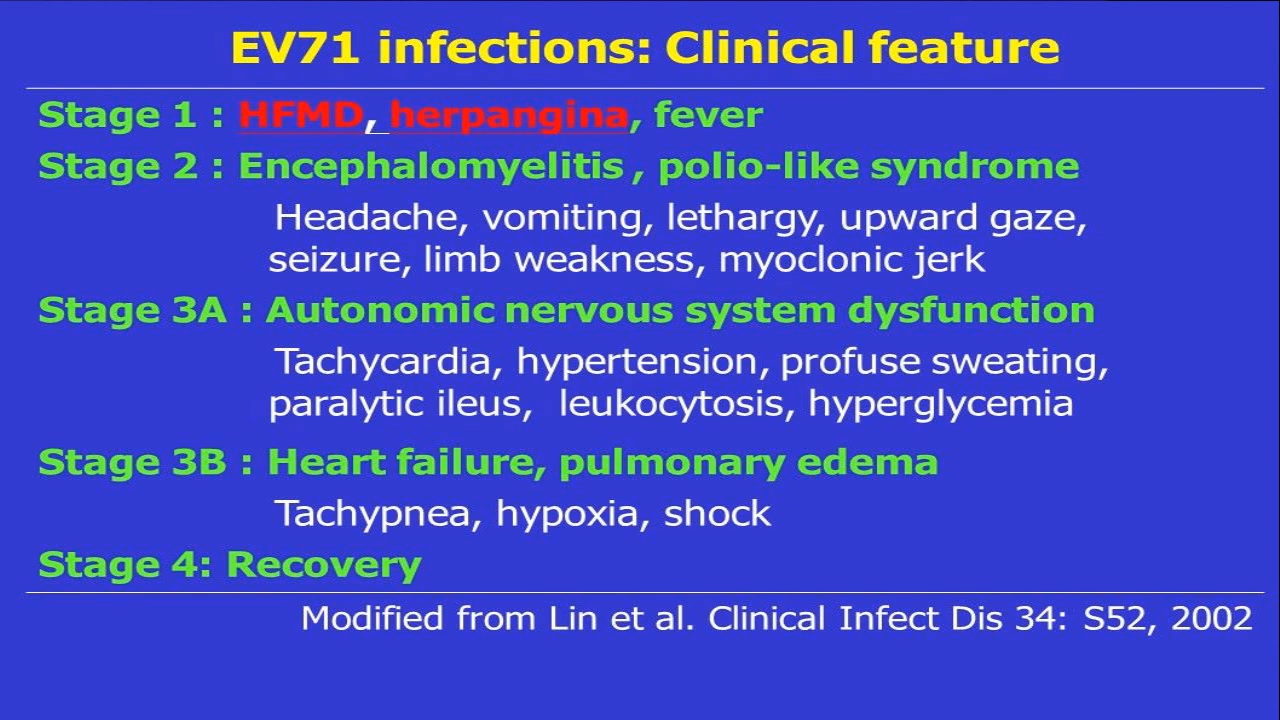 EV71 infections: Clinical feature
Stage 1 : HFMD, herpangina, fever
Stage 2 : Encephalomyelitis , polio-like syndrome
Headache, vomiting, lethargy, upward gaze,
seizure, limb weakness, myoclonic jerk
Stage 3A : Autonomic nervous system dysfunction
Tachycardia, hypertension, profuse sweating,
paralytic ileus, leukocytosis, hyperglycemia
Stage 3B : Heart failure, pulmonary edema
Tachypnea, hypoxia, shock
Stage 4: Recovery
Modified from Lin et al. Clinical Infect Dis 34: S52, 2002